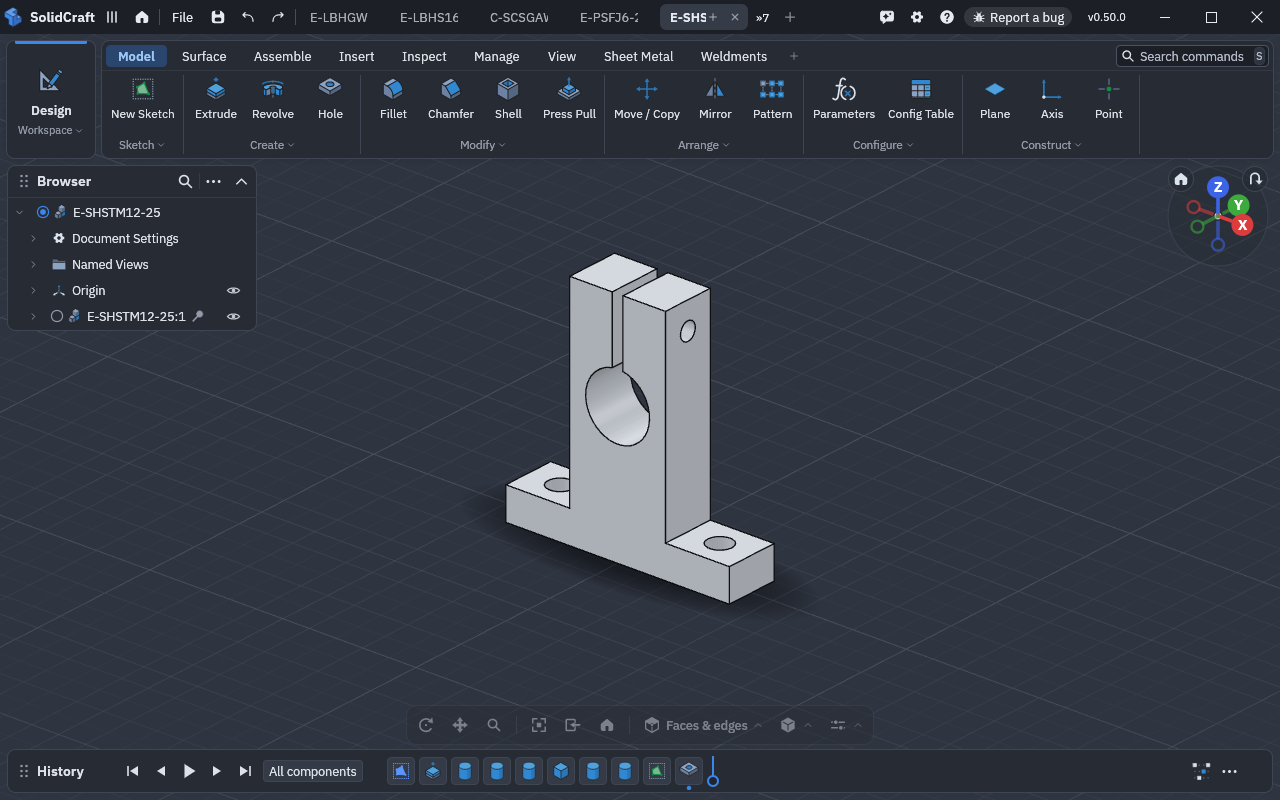 SolidCraft
File
E-LBHGW
E-LBHS16
C-SCSGAW
E-PSFJ6-2
E-SHS
»7
Report a bug
v0.50.0
Design
Workspace
Model
Surface
Assemble
Insert
Inspect
Manage
View
Sheet Metal
Weldments
Search commands
S
New Sketch
Extrude
Revolve
Hole
Fillet
Chamfer
Shell
Press Pull
Move / Copy
Mirror
Pattern
Parameters
Config Table
Plane
Axis
Point
Sketch
Create
Modify
Arrange
Configure
Construct
Browser
E-SHSTM12-25
Document Settings
Named Views
Origin
E-SHSTM12-25:1
Z
Y
X
Faces & edges
History
All components